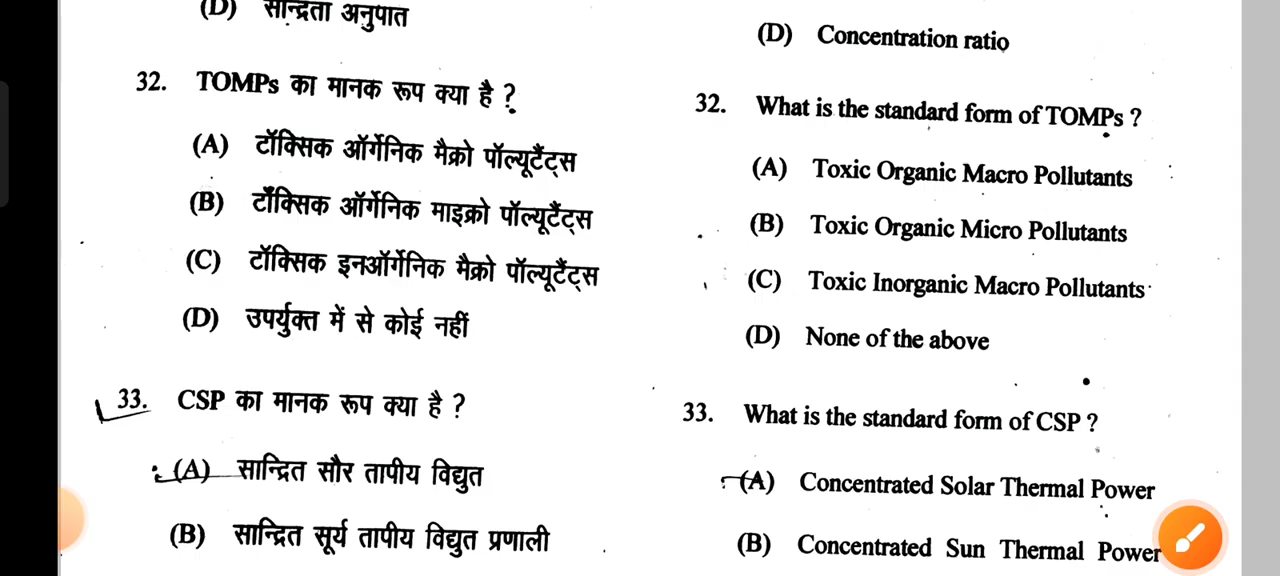 (D) सान्द्रता अनुपात
32. TOMPs का मानक रूप क्या है ?
(A) टॉक्सिक ऑर्गेनिक मैक्रो पॉल्यूटैंट्स
(B) टॉक्सिक ऑर्गेनिक माइक्रो पॉल्यूटैंट्स
(C) टॉक्सिक इनऑर्गेनिक मैक्रो पॉल्यूटैंट्स
(D) उपर्युक्त में से कोई नहीं
33. CSP का मानक रूप क्या है ?
(A) सान्द्रित सौर तापीय विद्युत
(B) सान्द्रित सूर्य तापीय विद्युत प्रणाली
(D) Concentration ratio
32. What is the standard form of TOMPs ?
(A) Toxic Organic Macro Pollutants
(B) Toxic Organic Micro Pollutants
(C) Toxic Inorganic Macro Pollutants
(D) None of the above
33. What is the standard form of CSP ?
(A) Concentrated Solar Thermal Power
(B) Concentrated Sun Thermal Power